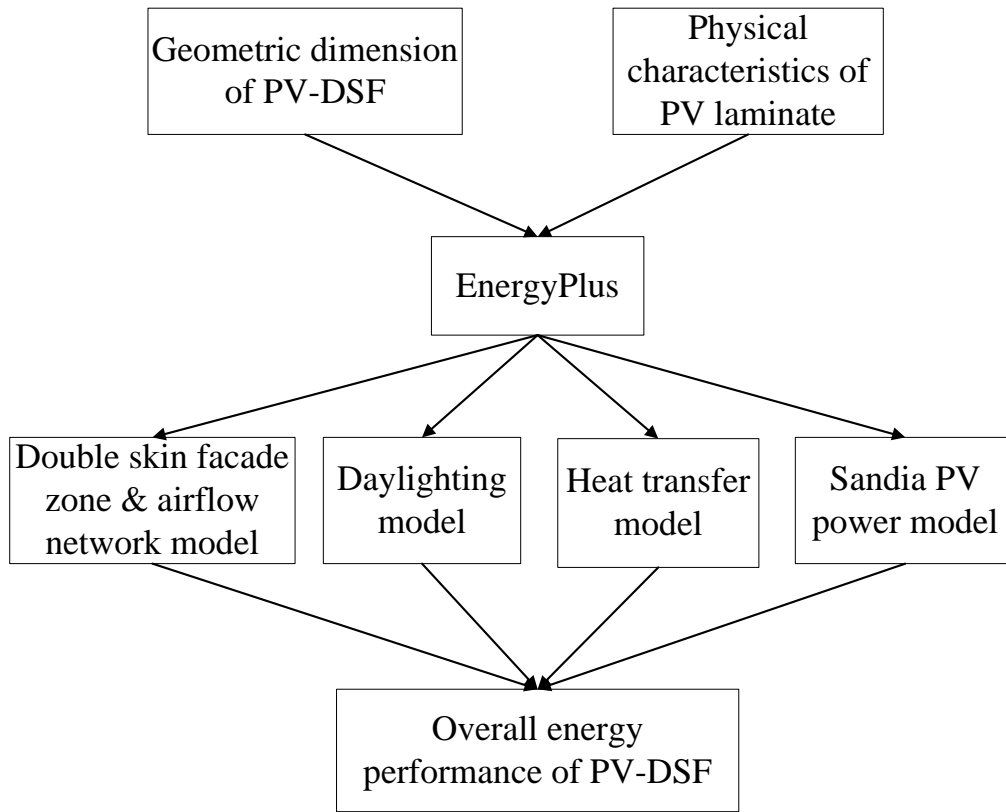 Geometric dimension
of PV-DSF
Physical
characteristics of
PV laminate
EnergyPlus
Double skin facade
zone & airflow
network model
Daylighting
model
Heat transfer
model
Sandia PV
power model
Overall energy
performance of PV-DSF